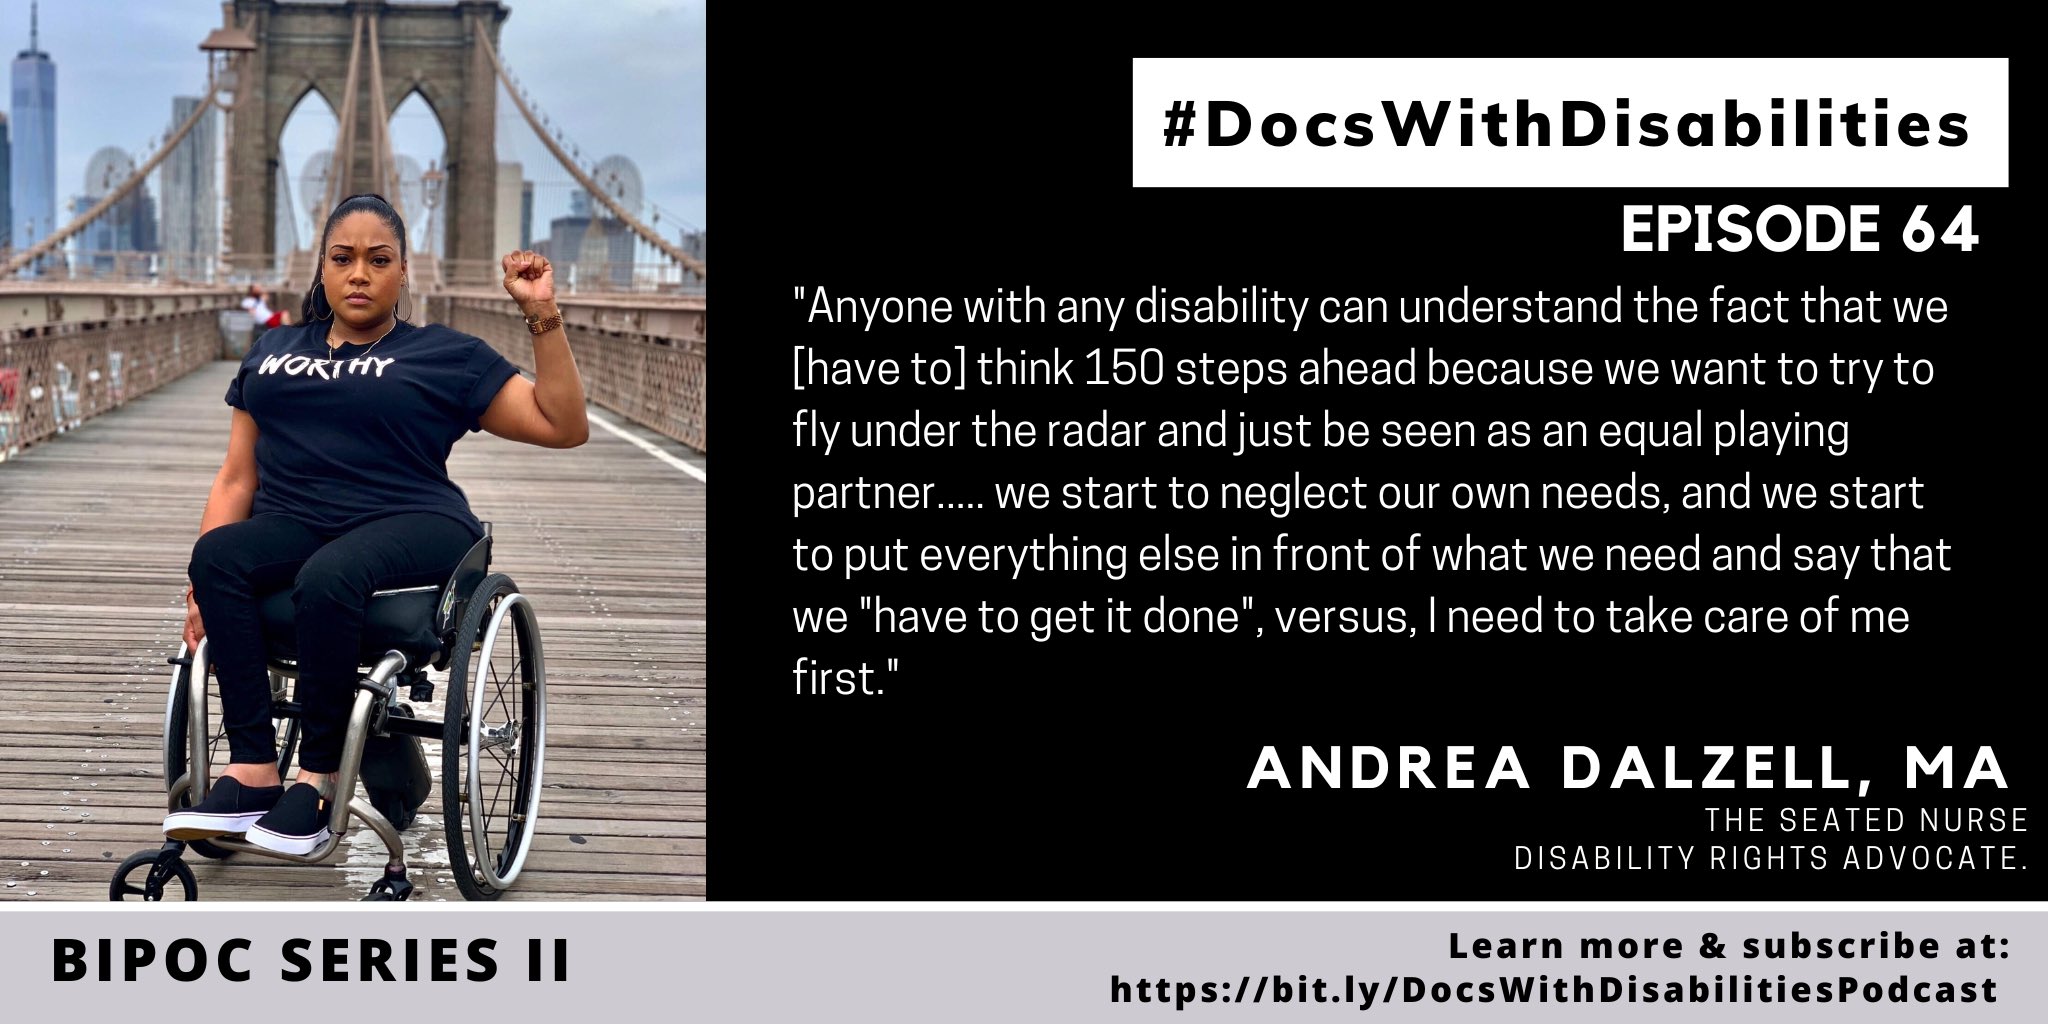 WORTHY
#DocsWithDisabilities
EPISODE 64
"Anyone with any disability can understand the fact that we
[have to] think 150 steps ahead because we want to try to
fly under the radar and just be seen as an equal playing
partner..... we start to neglect our own needs, and we start
to put everything else in front of what we need and say that
we "have to get it done", versus, I need to take care of me
first."
ANDREA DALZELL, MA
THE SEATED NURSE
DISABILITY RIGHTS ADVOCATE.
BIPOC SERIES II
Learn more & subscribe at:
https://bit.ly/DocsWithDisabilitiesPodcast